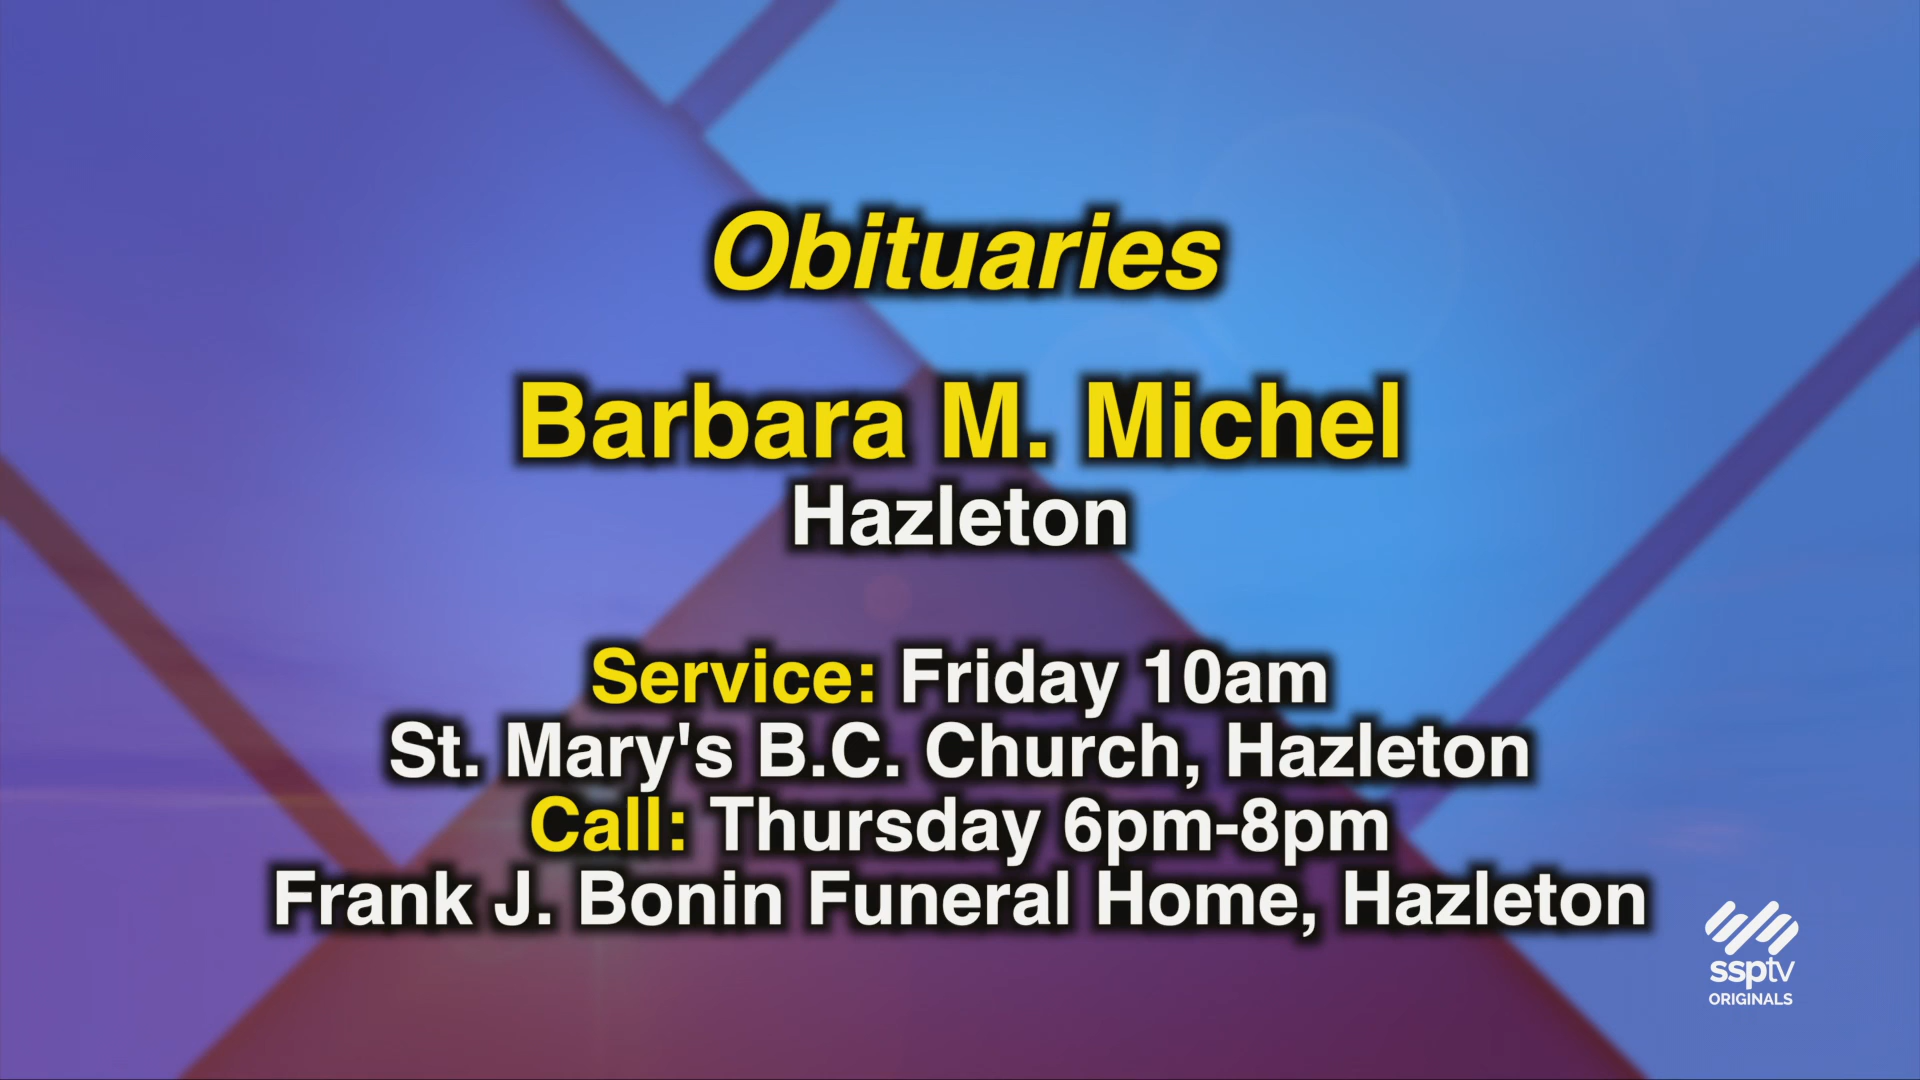 Obituaries
Barbara M. Michel
Hazleton
Service: Friday 10am
St. Mary's B.C. Church, Hazleton
Call: Thursday 6pm-8pm
Frank J. Bonin Funeral Home, Hazleton
ssptv
ORIGINALS